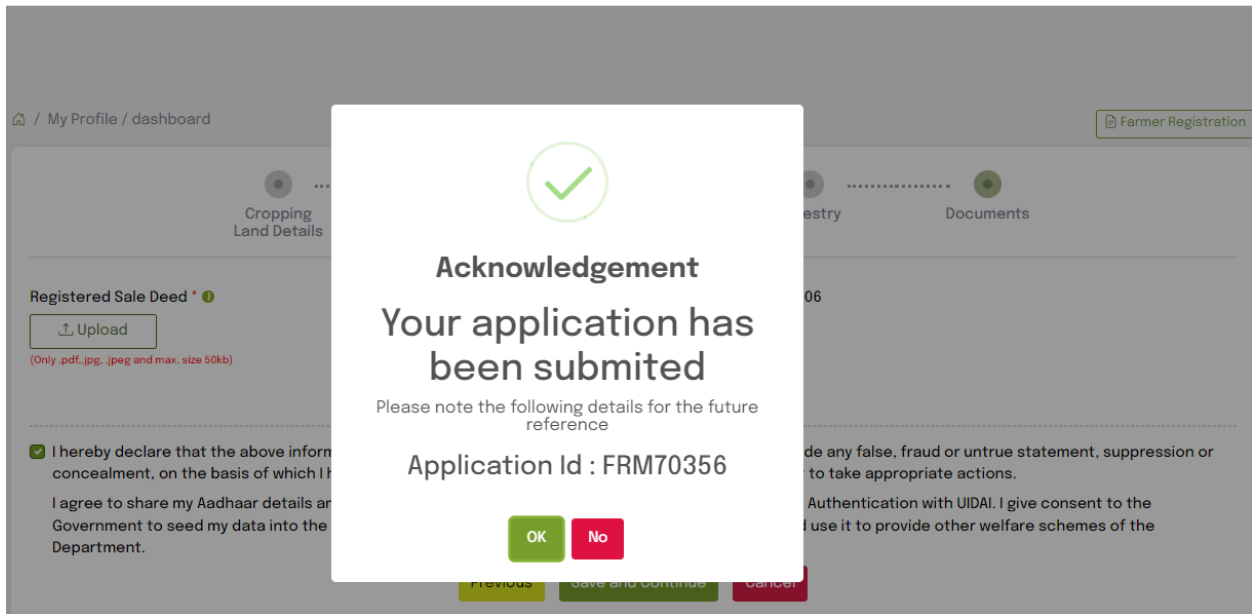 / My Profile / dashboard
Farmer Registration
Cropping
Land Details
Documents
Registered Sale Deed * 
Upload
(Only .pdf,.jpg, .jpeg and max. size 50kb)
06
I hereby declare that the above
any false, fraud or untrue statement, suppression or
concealment, on the basis of which I
to take appropriate actions.
I agree to share my Aadhaar details
Authentication with UIDAI. I give consent to the
Government to seed my data into the
use it to provide other welfare schemes of the
Department.
Acknowledgement
Your application has
been submited
Please note the following details for the future
reference
Application Id : FRM70356
OK
No
Previous
Save and Continue
Cancel